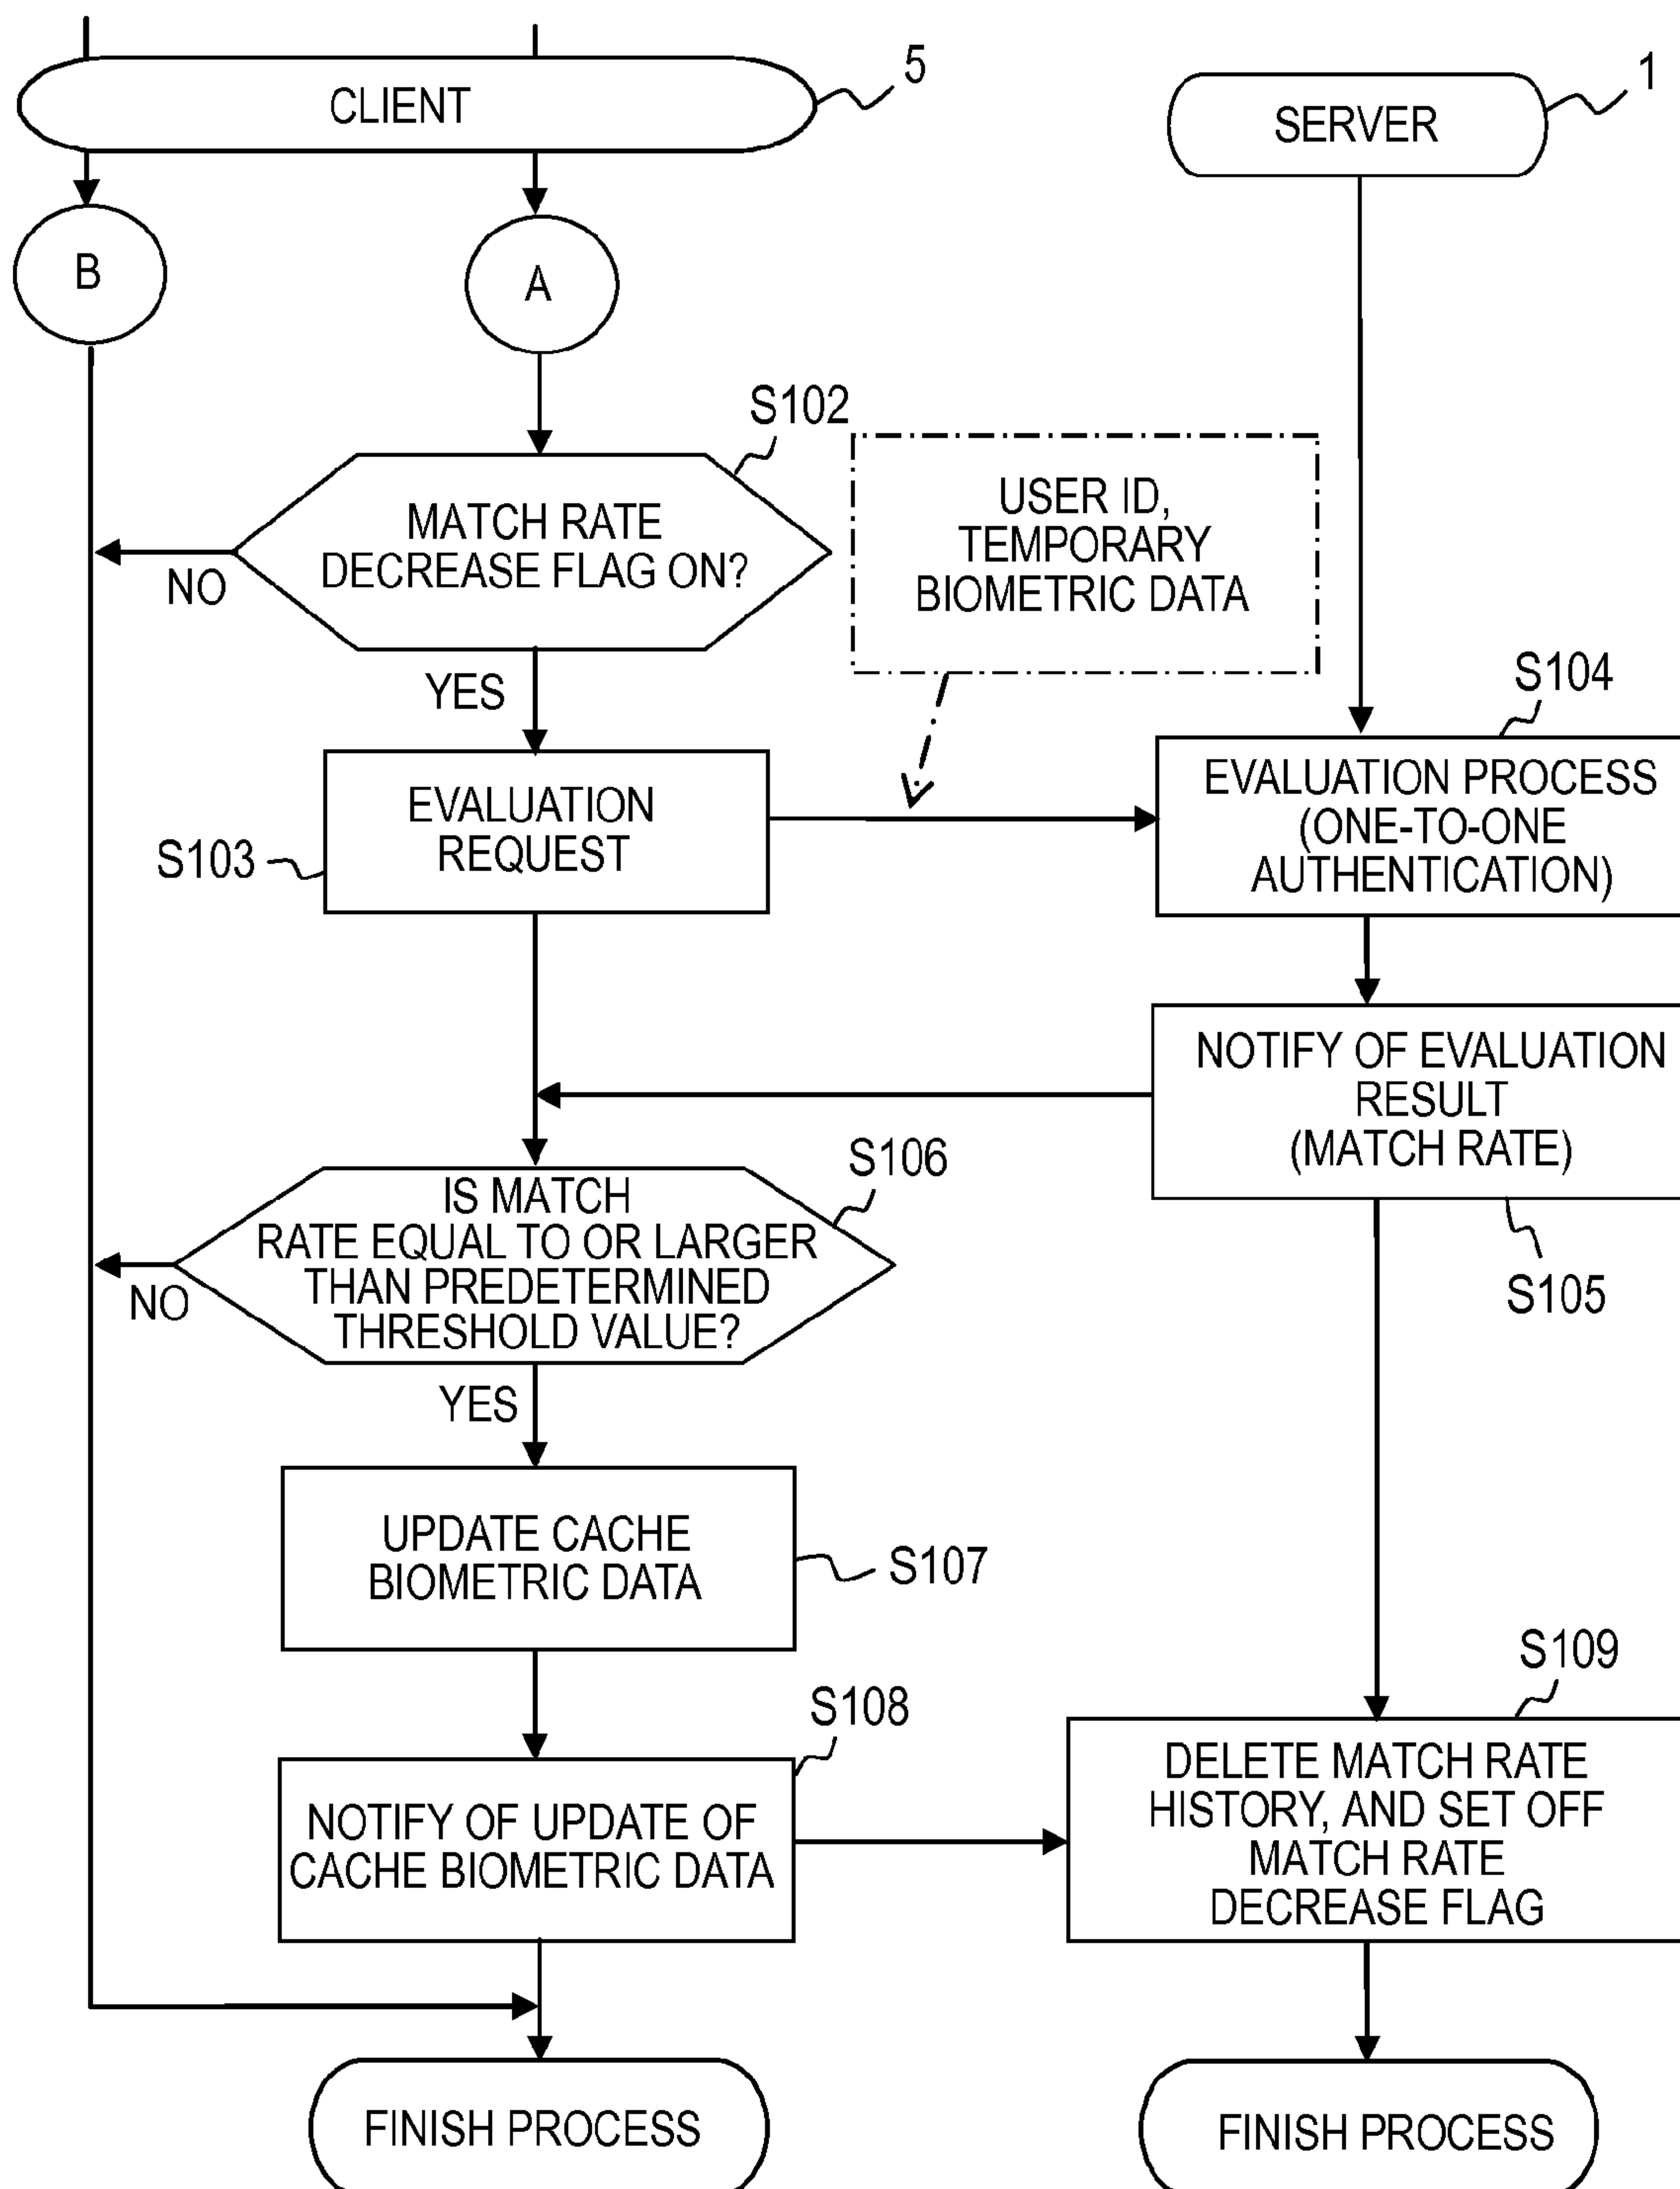 CLIENT
5
SERVER
1
B
A
S102
MATCH RATE
DECREASE FLAG ON?
NO
YES
USER ID,
TEMPORARY
BIOMETRIC DATA
S103
EVALUATION
REQUEST
S104
EVALUATION PROCESS
(ONE-TO-ONE
AUTHENTICATION)
NOTIFY OF EVALUATION
RESULT
(MATCH RATE)
S105
S106
IS MATCH
RATE EQUAL TO OR LARGER
THAN PREDETERMINED
THRESHOLD VALUE?
NO
YES
UPDATE CACHE
BIOMETRIC DATA
S107
S108
NOTIFY OF UPDATE OF
CACHE BIOMETRIC DATA
S109
DELETE MATCH RATE
HISTORY, AND SET OFF
MATCH RATE
DECREASE FLAG
FINISH PROCESS
FINISH PROCESS